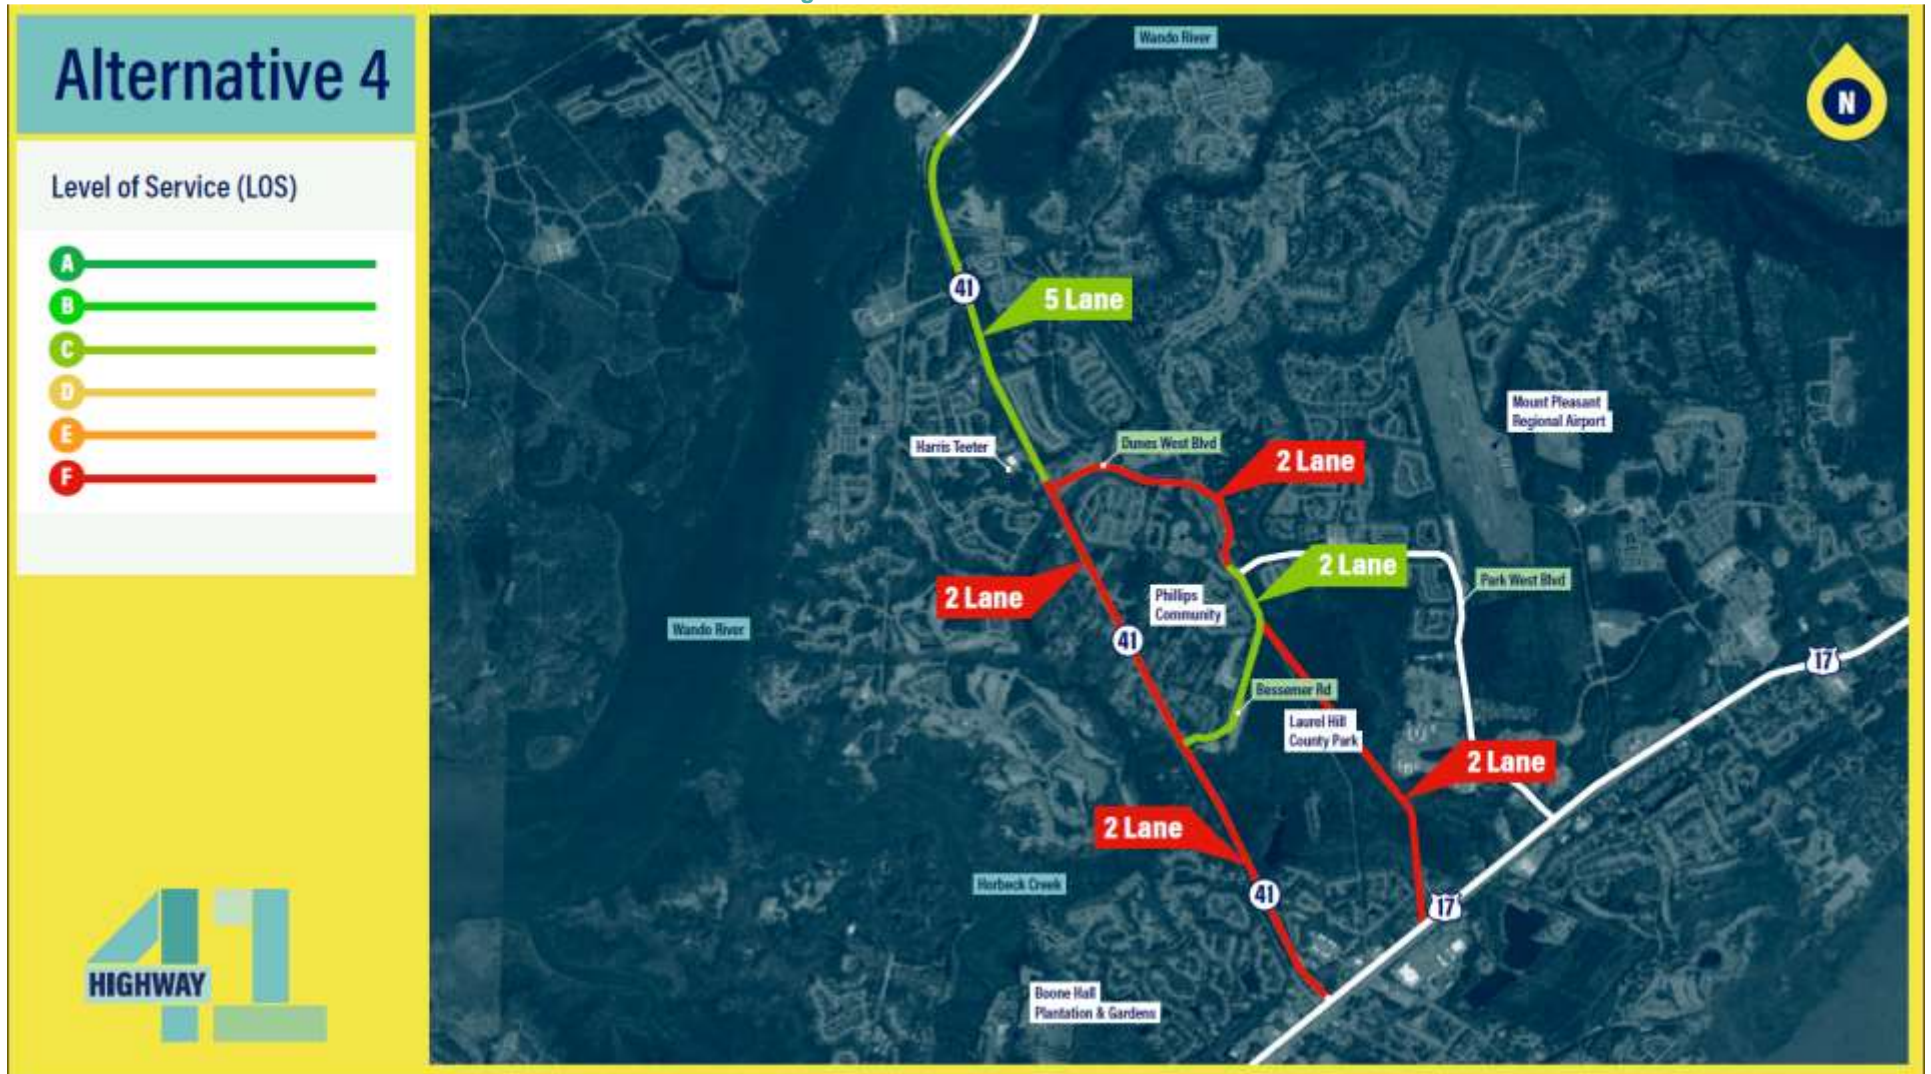 Alternative 4
Level of Service (LOS)
A
B
C
D
E
F
HIGHWAY
41
Wando River
N
41
5 Lane
Mount Pleasant
Regional Airport
Harris Teeter
Dunes West Blvd
2 Lane
2 Lane
Park West Blvd
2 Lane
Phillips
Community
Wando River
41
17
Bessemer Rd
Laurel Hill
County Park
2 Lane
2 Lane
Horbeck Creek
41
17
Boone Hall
Plantation & Gardens